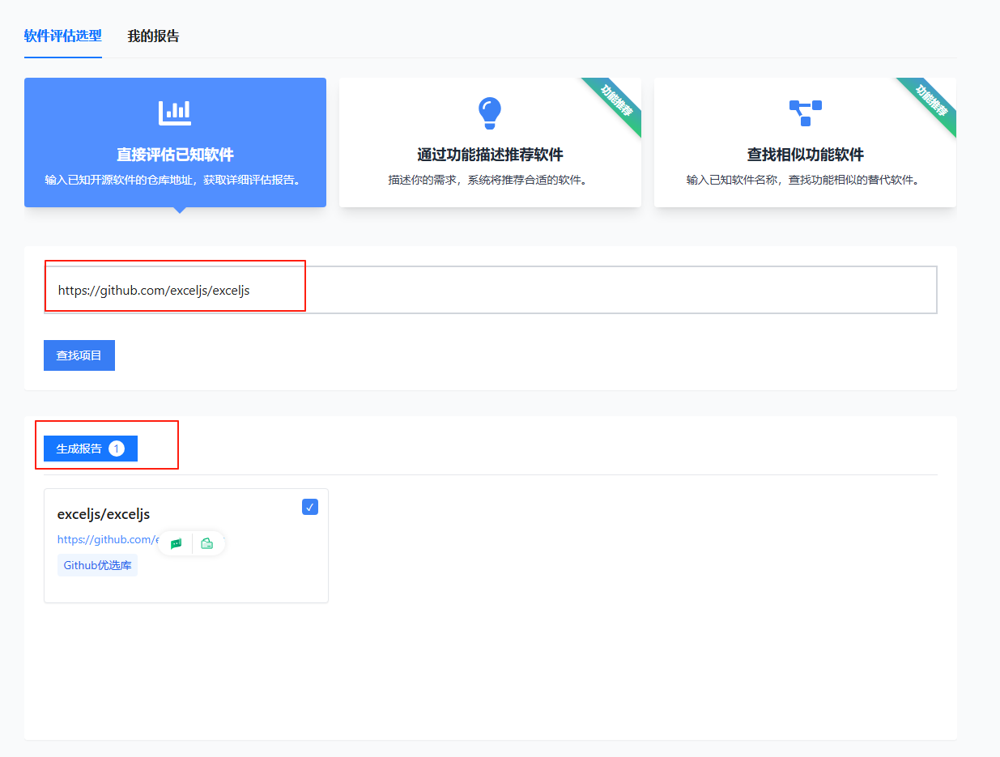 软件评估选型
我的报告
直接评估已知软件
输入已知开源软件的仓库地址，获取详细评估报告。
功能推荐
通过功能描述推荐软件
描述你的需求，系统将推荐合适的软件。
功能推荐
查找相似功能软件
输入已知软件名称，查找功能相似的替代软件。
https://github.com/exceljs/exceljs
查找项目
生成报告 1
exceljs/exceljs
https://github.com/e
Github优选库